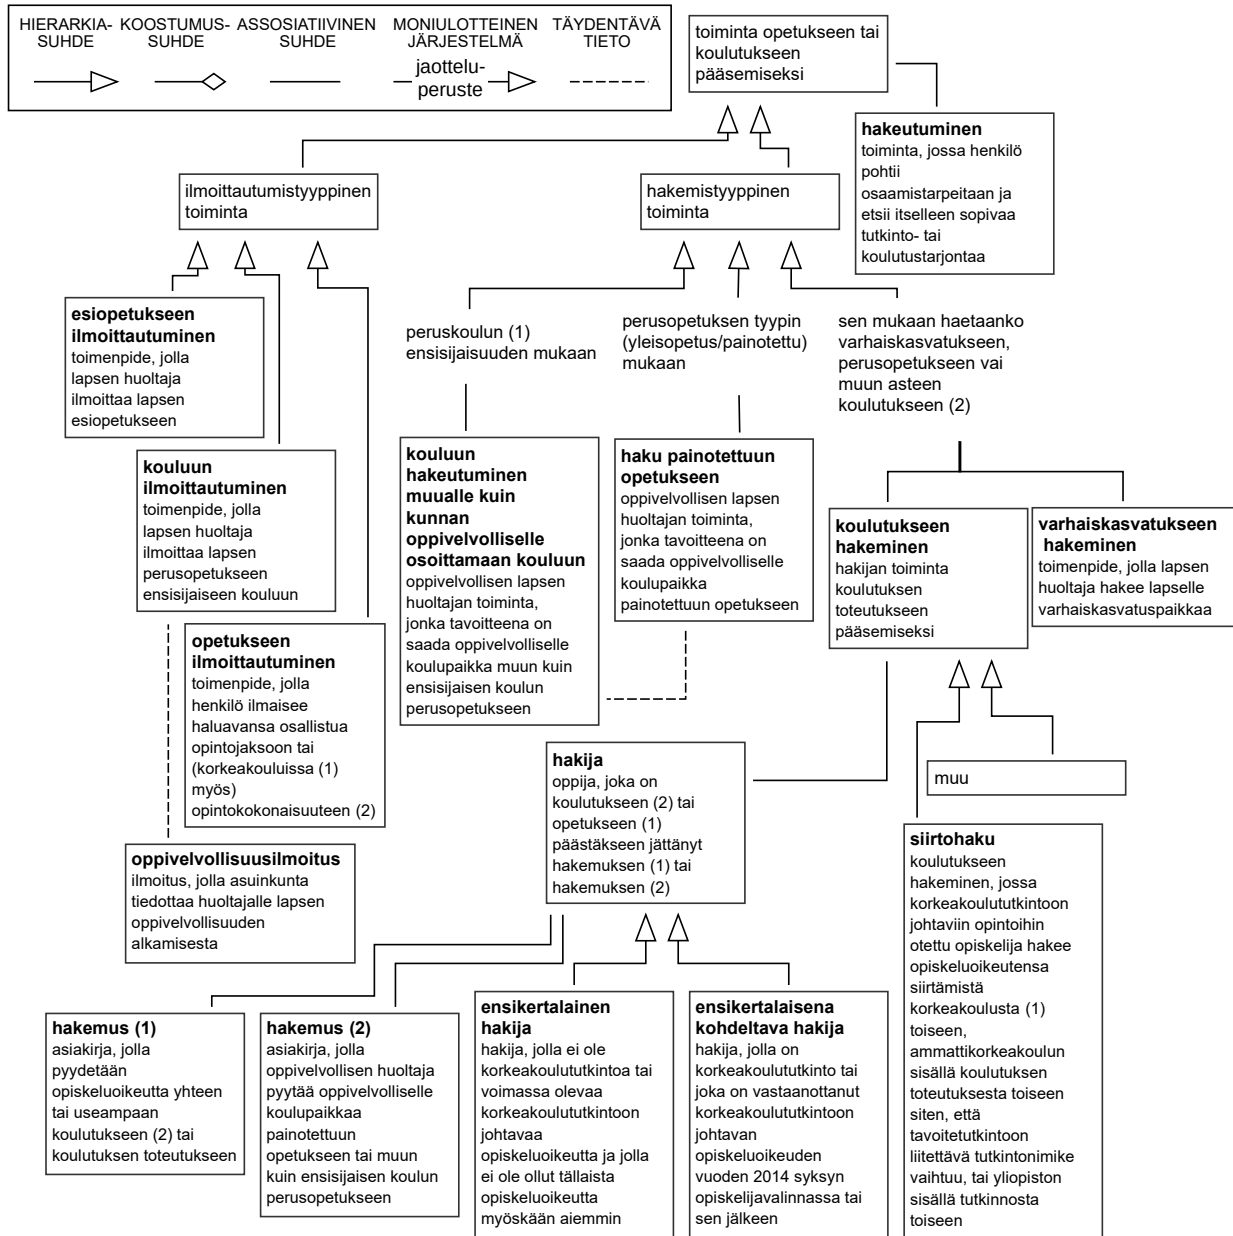 HIERARKIA-
SUHDE
KOOSTUMUS-
SUHDE
ASSOSIATIIVINEN
SUHDE
MONIULOTTEINEN
JÄRJESTELMÄ
TÄYDENTÄVÄ
TIETO
jaottelu-
peruste
toiminta opetukseen tai
koulutukseen
pääsemiseksi
hakeutuminen
toiminta, jossa henkilö
pohtii
osaamistarpeitaan ja
etsii itselleen sopivaa
tutkinto- tai
koulutustarjontaa
ilmoittautumistyyppinen
toiminta
hakemistyyppinen
toiminta
esiopetukseen
ilmoittautuminen
toimenpide, jolla
lapsen huoltaja
ilmoittaa lapsen
esiopetukseen
peruskoulun (1)
ensisijaisuuden mukaan
perusopetuksen tyypin
(yleisopetus/painotettu)
mukaan
sen mukaan haetaanko
varhaiskasvatukseen,
perusopetukseen vai
muun asteen
koulutukseen (2)
kouluun
ilmoittautuminen
toimenpide, jolla
lapsen huoltaja
ilmoittaa lapsen
perusopetukseen
ensisijaiseen kouluun
kouluun
hakeutuminen
muualle kuin
kunnan
oppivelvolliselle
osoittamaan kouluun
oppivelvollisen lapsen
huoltajan toiminta,
jonka tavoitteena on
saada oppivelvolliselle
koulupaikka muun kuin
ensisijaisen koulun
perusopetukseen
haku painotettuun
opetukseen
oppivelvollisen lapsen
huoltajan toiminta,
jonka tavoitteena on
saada oppivelvolliselle
koulupaikka
painotettuun opetukseen
koulutukseen
hakeminen
hakijan toiminta
koulutuksen
toteutukseen
pääsemiseksi
varhaiskasvatukseen
hakeminen
toimenpide, jolla lapsen
huoltaja hakee lapselle
varhaiskasvatuspaikkaa
opetukseen
ilmoittautuminen
toimenpide, jolla
henkilö ilmaisee
haluavansa osallistua
opintojaksoon tai
(korkeakouluissa (1)
myös)
opintokokonaisuuteen (2)
hakija
oppija, joka on
koulutukseen (2) tai
opetukseen (1)
päästäkseen jättänyt
hakemuksen (1) tai
hakemuksen (2)
muu
oppivelvollisuusilmoitus
ilmoitus, jolla asuinkunta
tiedottaa huoltajalle lapsen
oppivelvollisuuden
alkamisesta
siirtohaku
koulutukseen
hakeminen, jossa
korkeakoulututkintoon
johtaviin opintoihin
otettu opiskelija hakee
opiskeluoikeutensa
siirtämistä
korkeakoulusta (1)
toiseen,
ammattikorkeakoulun
sisällä koulutuksen
toteutuksesta toiseen
siten, että
tavoitetutkintoon
liitettävä tutkintonimike
vaihtuu, tai yliopiston
sisällä tutkinnosta
toiseen
hakemus (1)
asiakirja, jolla
pyydetään
opiskeluoikeutta yhteen
tai useampaan
koulutukseen (2) tai
koulutuksen toteutukseen
hakemus (2)
asiakirja, jolla
oppivelvollisen huoltaja
pyytää oppivelvolliselle
koulupaikkaa
painotettuun
opetukseen tai muun
kuin ensisijaisen koulun
perusopetukseen
ensikertalainen
hakija
hakija, jolla ei ole
korkeakoulututkintoa tai
voimassa olevaa
korkeakoulututkintoon
johtavaa
opiskeluoikeutta ja jolla
ei ole ollut tällaista
opiskeluoikeutta
myöskään aiemmin
ensikertalaisena
kohdeltava hakija
hakija, jolla on
korkeakoulututkinto tai
joka on vastaanottanut
korkeakoulututkintoon
johtavan
opiskeluoikeuden
vuoden 2014 syksyn
opiskelijavalinnassa tai
sen jälkeen